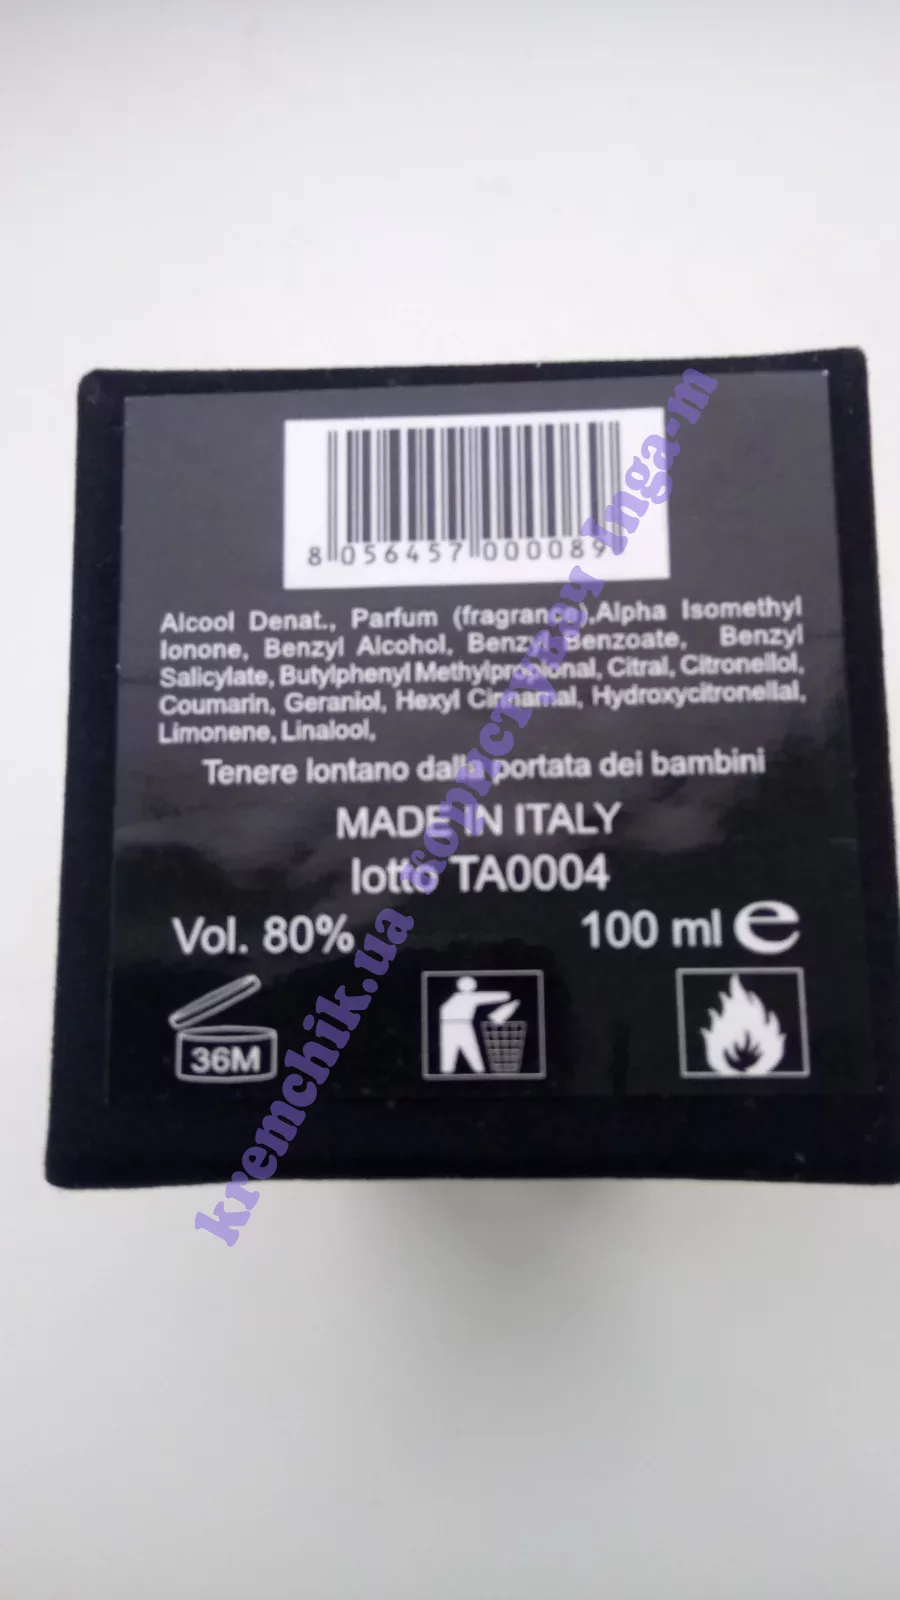 8 056457 000089
Alcool Denat., Parfum (fragrance),Alpha Isomethyl
Ionone, Benzyl Alcohol, Benzyl Benzoate, Benzyl
Salicylate, Butylphenyl Methylpropional, Citral, Citronellol,
Coumarin, Geraniol, Hexyl Cinnamal, Hydroxycitronellal,
Limonene, Linalool,
Tenere lontano dalla portata dei bambini
MADE IN ITALY
lotto TA0004
Vol. 80% 100 ml e
36M
kremchik.ua користувач Inga-m